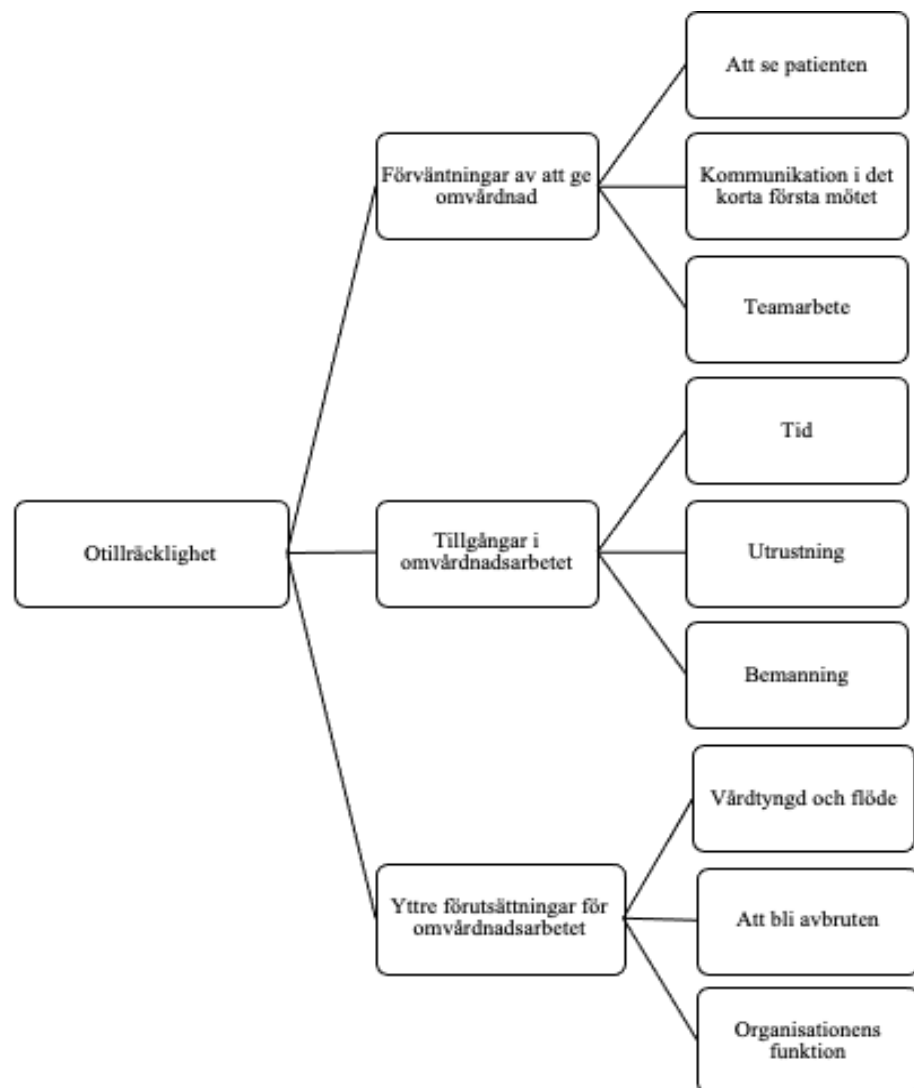 Att se patienten
Förväntningar av att ge
omvårdnad
Kommunikation i det
korta första mötet
Teamarbete
Tid
Otillräcklighet
Tillgångar i
omvårdnadsarbetet
Utrustning
Bemanning
Vårdtyngd och flöde
Yttre förutsättningar för
omvårdnadsarbetet
Att bli avbruten
Organisationens
funktion